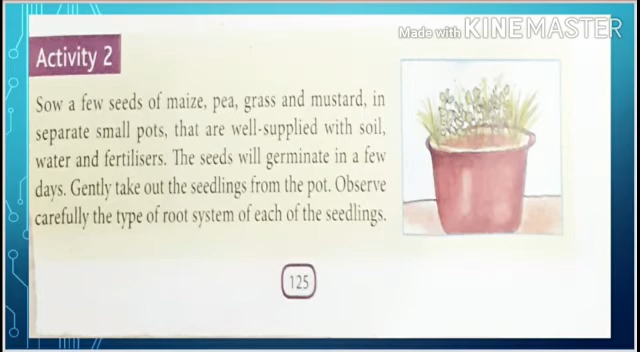 Made with KINEMASTER
Activity 2
Sow a few seeds of maize, pea, grass and mustard, in
separate small pots, that are well-supplied with soil,
water and fertilisers. The seeds will germinate in a few
days. Gently take out the seedlings from the pot. Observe
carefully the type of root system of each of the seedlings.
125